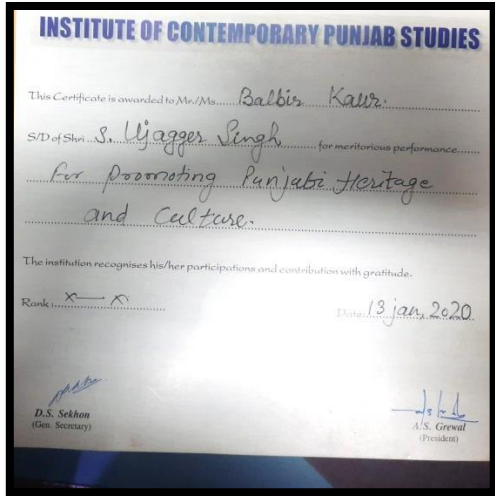 INSTITUTE OF CONTEMPORARY PUNJAB STUDIES
This Certificate is awarded to Mr./Ms......Balbir Kaur.
S/D of Shri..S. Ujagger Singh........for meritorious performance......
for promoting Punjabi Heritage
and Culture.
The institution recognises his/her participations and contribution with gratitude.
Rank :....x—x............ Date:.13 jan, 2020
D.S. Sekhon A.S. Grewal
(Gen. Secretary) (President)